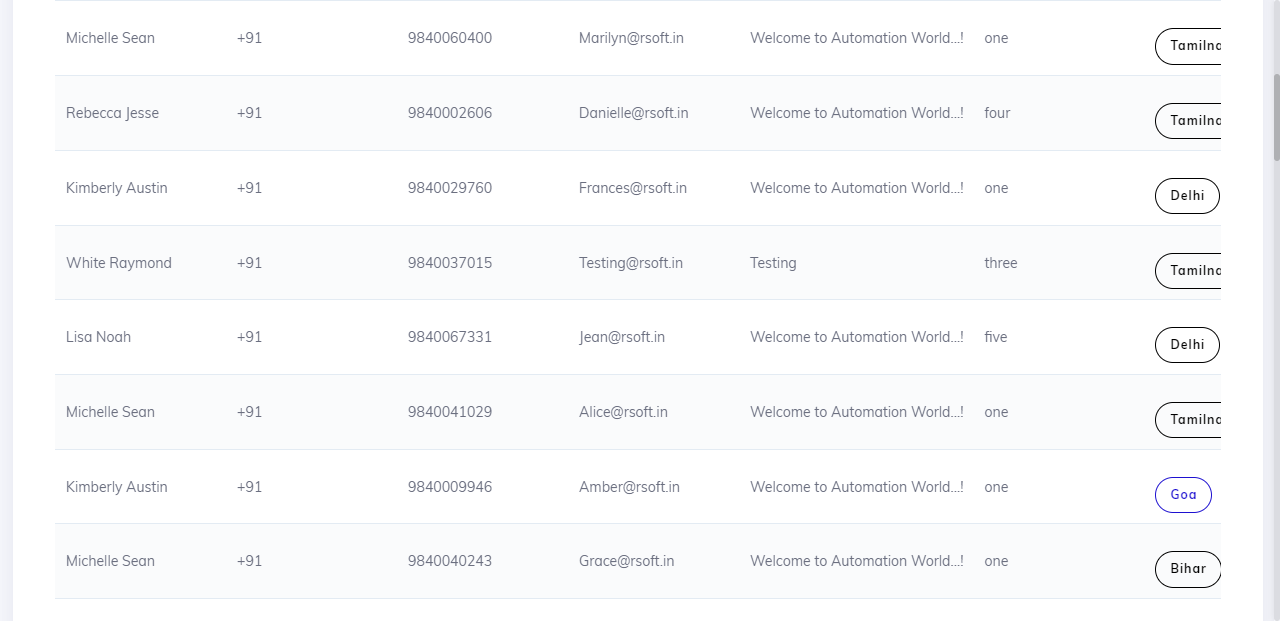 Michelle Sean +91 9840060400 Marilyn@rsoft.in Welcome to Automation World...! one
Rebecca Jesse +91 9840002606 Danielle@rsoft.in Welcome to Automation World...! four
Kimberly Austin +91 9840029760 Frances@rsoft.in Welcome to Automation World...! one Delhi
White Raymond +91 9840037015 Testing@rsoft.in Testing three
Lisa Noah +91 9840067331 Jean@rsoft.in Welcome to Automation World...! five Delhi
Michelle Sean +91 9840041029 Alice@rsoft.in Welcome to Automation World...! one
Kimberly Austin +91 9840009946 Amber@rsoft.in Welcome to Automation World...! one Goa
Michelle Sean +91 9840040243 Grace@rsoft.in Welcome to Automation World...! one Bihar